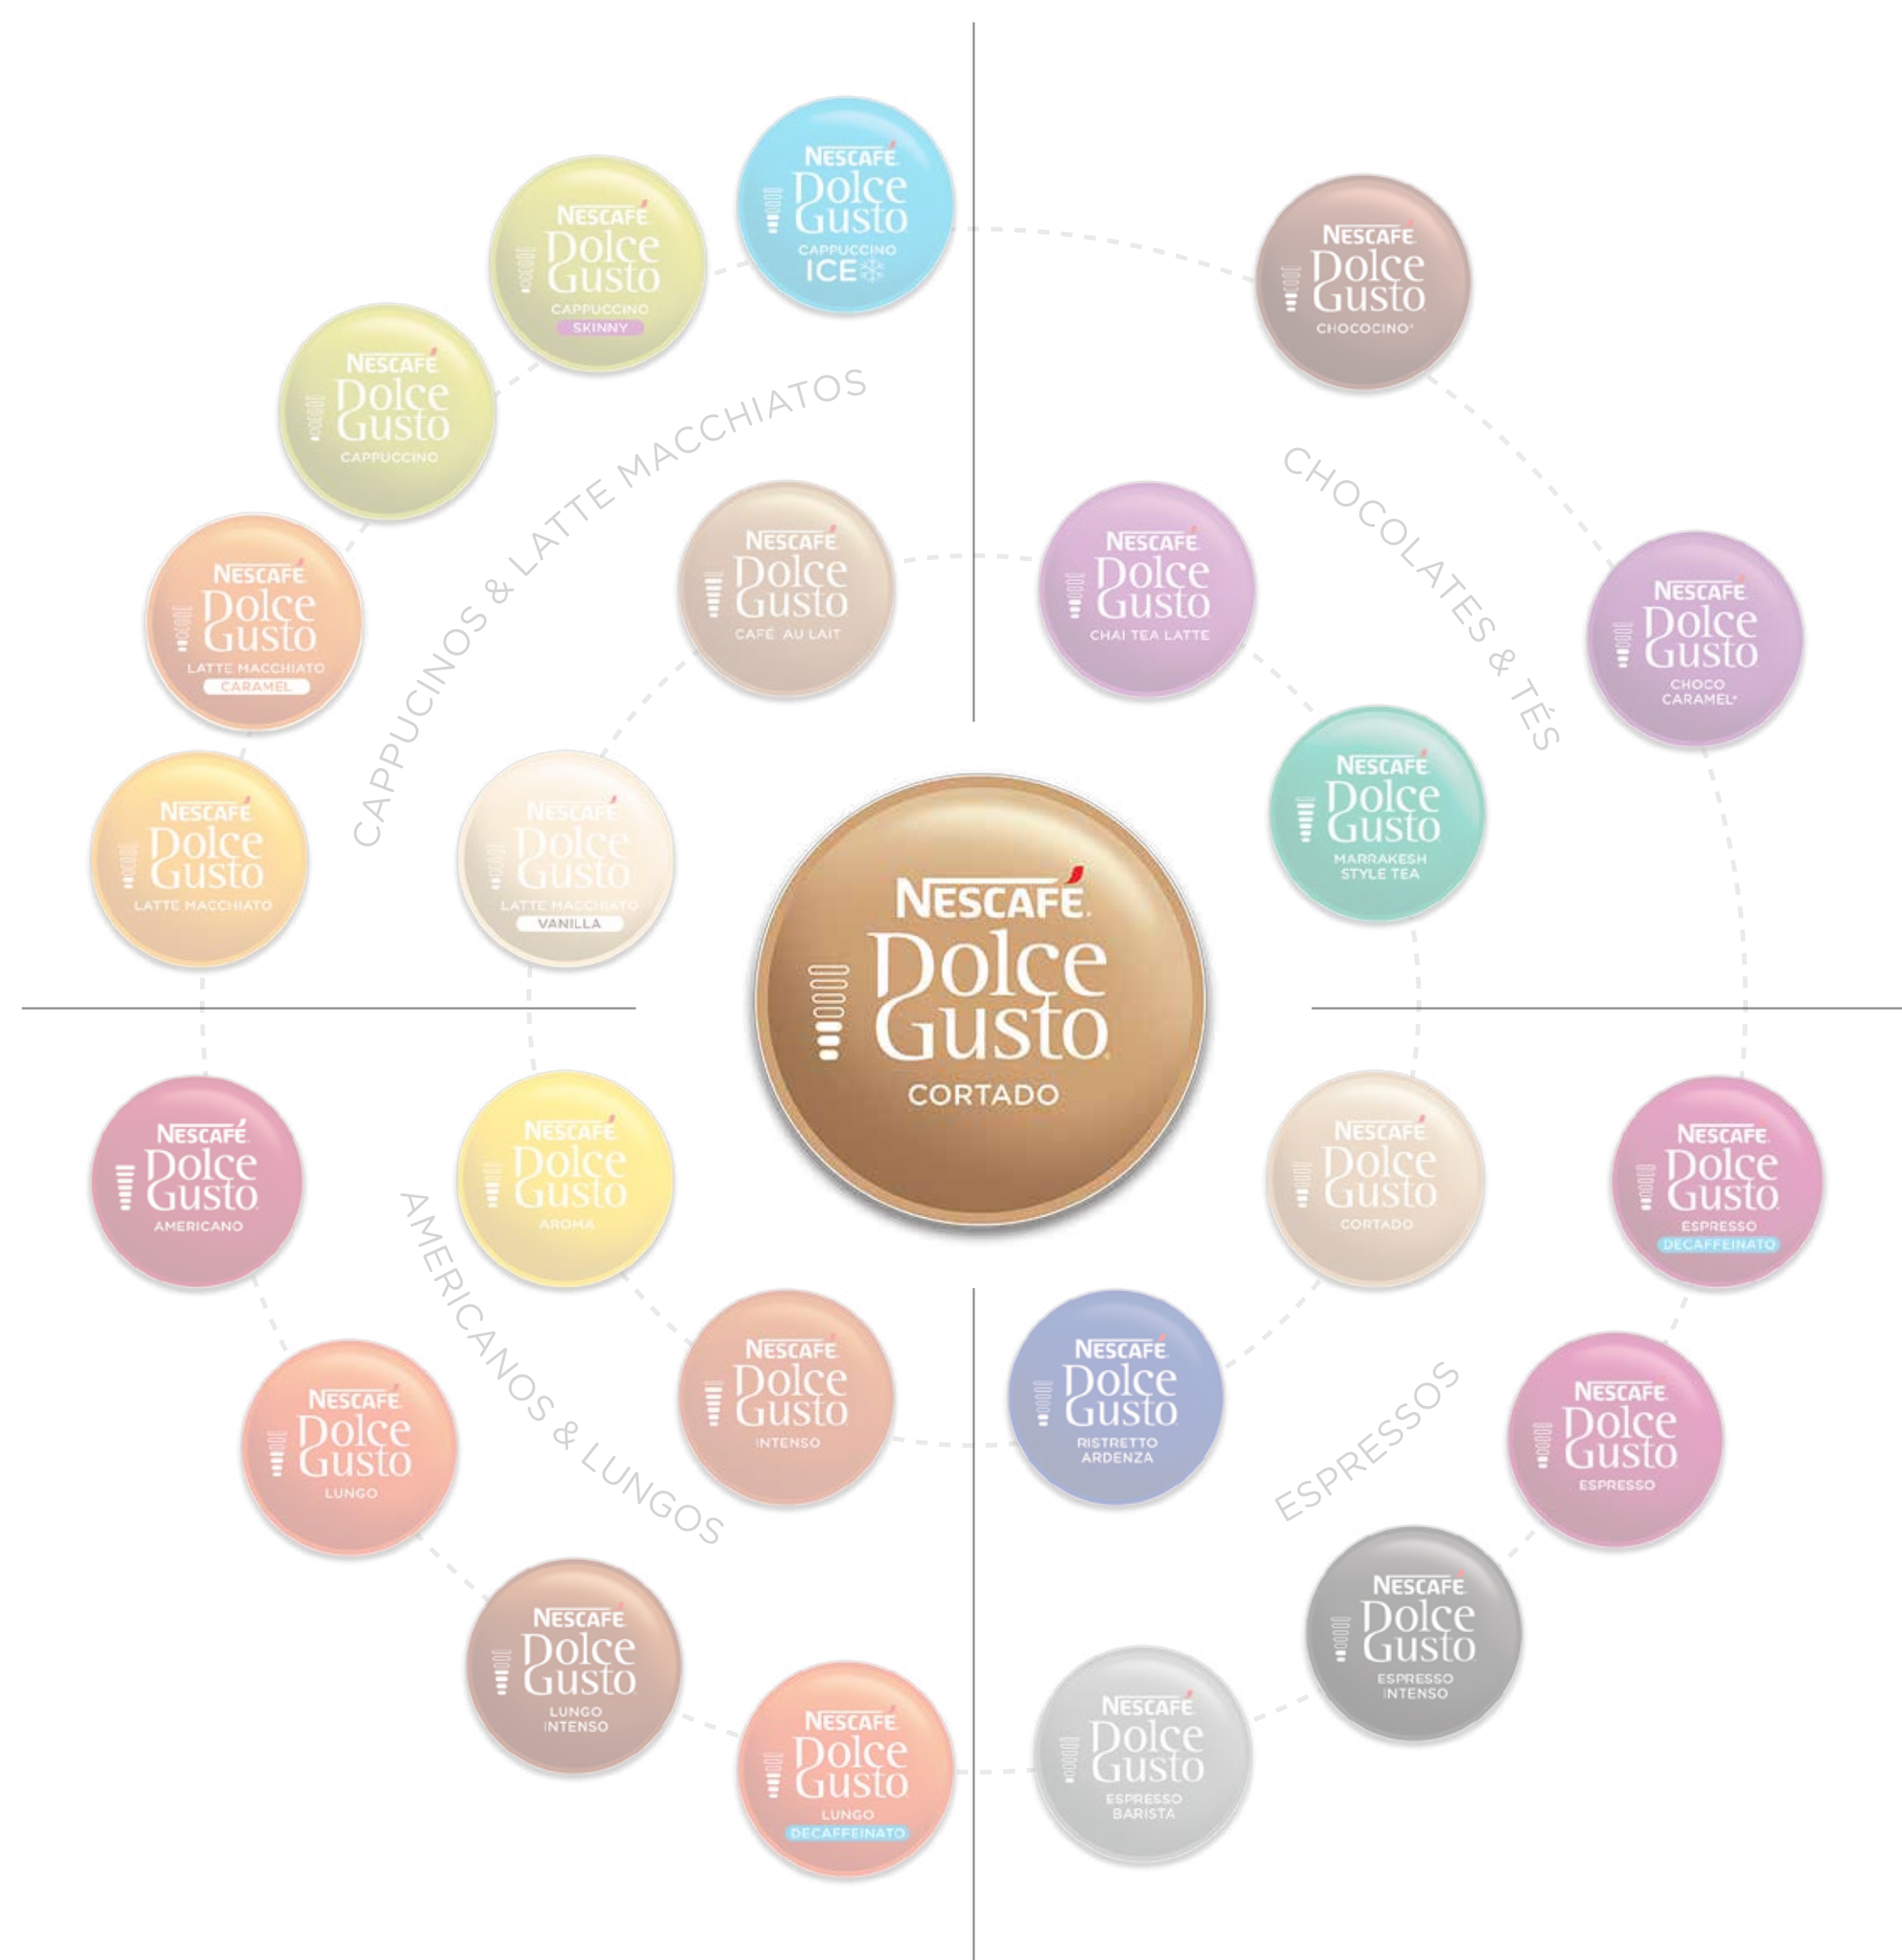 NESCAFÉ.
Dolce
Gusto
CAPPUCCINO
ICE
NESCAFÉ.
Dolce
Gusto
CAPPUCCINO
SKINNY
NESCAFÉ.
Dolce
Gusto
CAPPUCCINO
NESCAFÉ.
Dolce
Gusto
LATTE MACCHIATO
CARAMEL
NESCAFÉ.
Dolce
Gusto
LATTE MACCHIATO
CAPPUCINOS & LATTE MACCHIATOS
NESCAFÉ.
Dolce
Gusto
CAFÉ AU LAIT
NESCAFÉ.
Dolce
Gusto
LATTE MACCHIATO
VANILLA
NESCAFÉ.
Dolce
Gusto
CHOCOCINO*
CHOCOLATES & TÉS
NESCAFÉ.
Dolce
Gusto
CHOCO
CARAMEL*
NESCAFÉ.
Dolce
Gusto
CHAI TEA LATTE
NESCAFÉ.
Dolce
Gusto
MARRAKESH
STYLE TEA
NESCAFÉ.
Dolce
Gusto
CORTADO
NESCAFÉ.
Dolce
Gusto
AMERICANO
NESCAFÉ.
Dolce
Gusto
AROMA
AMERICANOS & LUNGOS
NESCAFÉ.
Dolce
Gusto
LUNGO
NESCAFÉ.
Dolce
Gusto
INTENSO
NESCAFÉ.
Dolce
Gusto
LUNGO
INTENSO
NESCAFÉ.
Dolce
Gusto
LUNGO
DECAFFEINATO
NESCAFÉ.
Dolce
Gusto
CORTADO
NESCAFÉ.
Dolce
Gusto
ESPRESSO
DECAFFEINATO
NESCAFÉ.
Dolce
Gusto
RISTRETTO
ARDENZA
ESPRESSOS
NESCAFÉ.
Dolce
Gusto
ESPRESSO
NESCAFÉ.
Dolce
Gusto
ESPRESSO
INTENSO
NESCAFÉ.
Dolce
Gusto
ESPRESSO
BARISTA